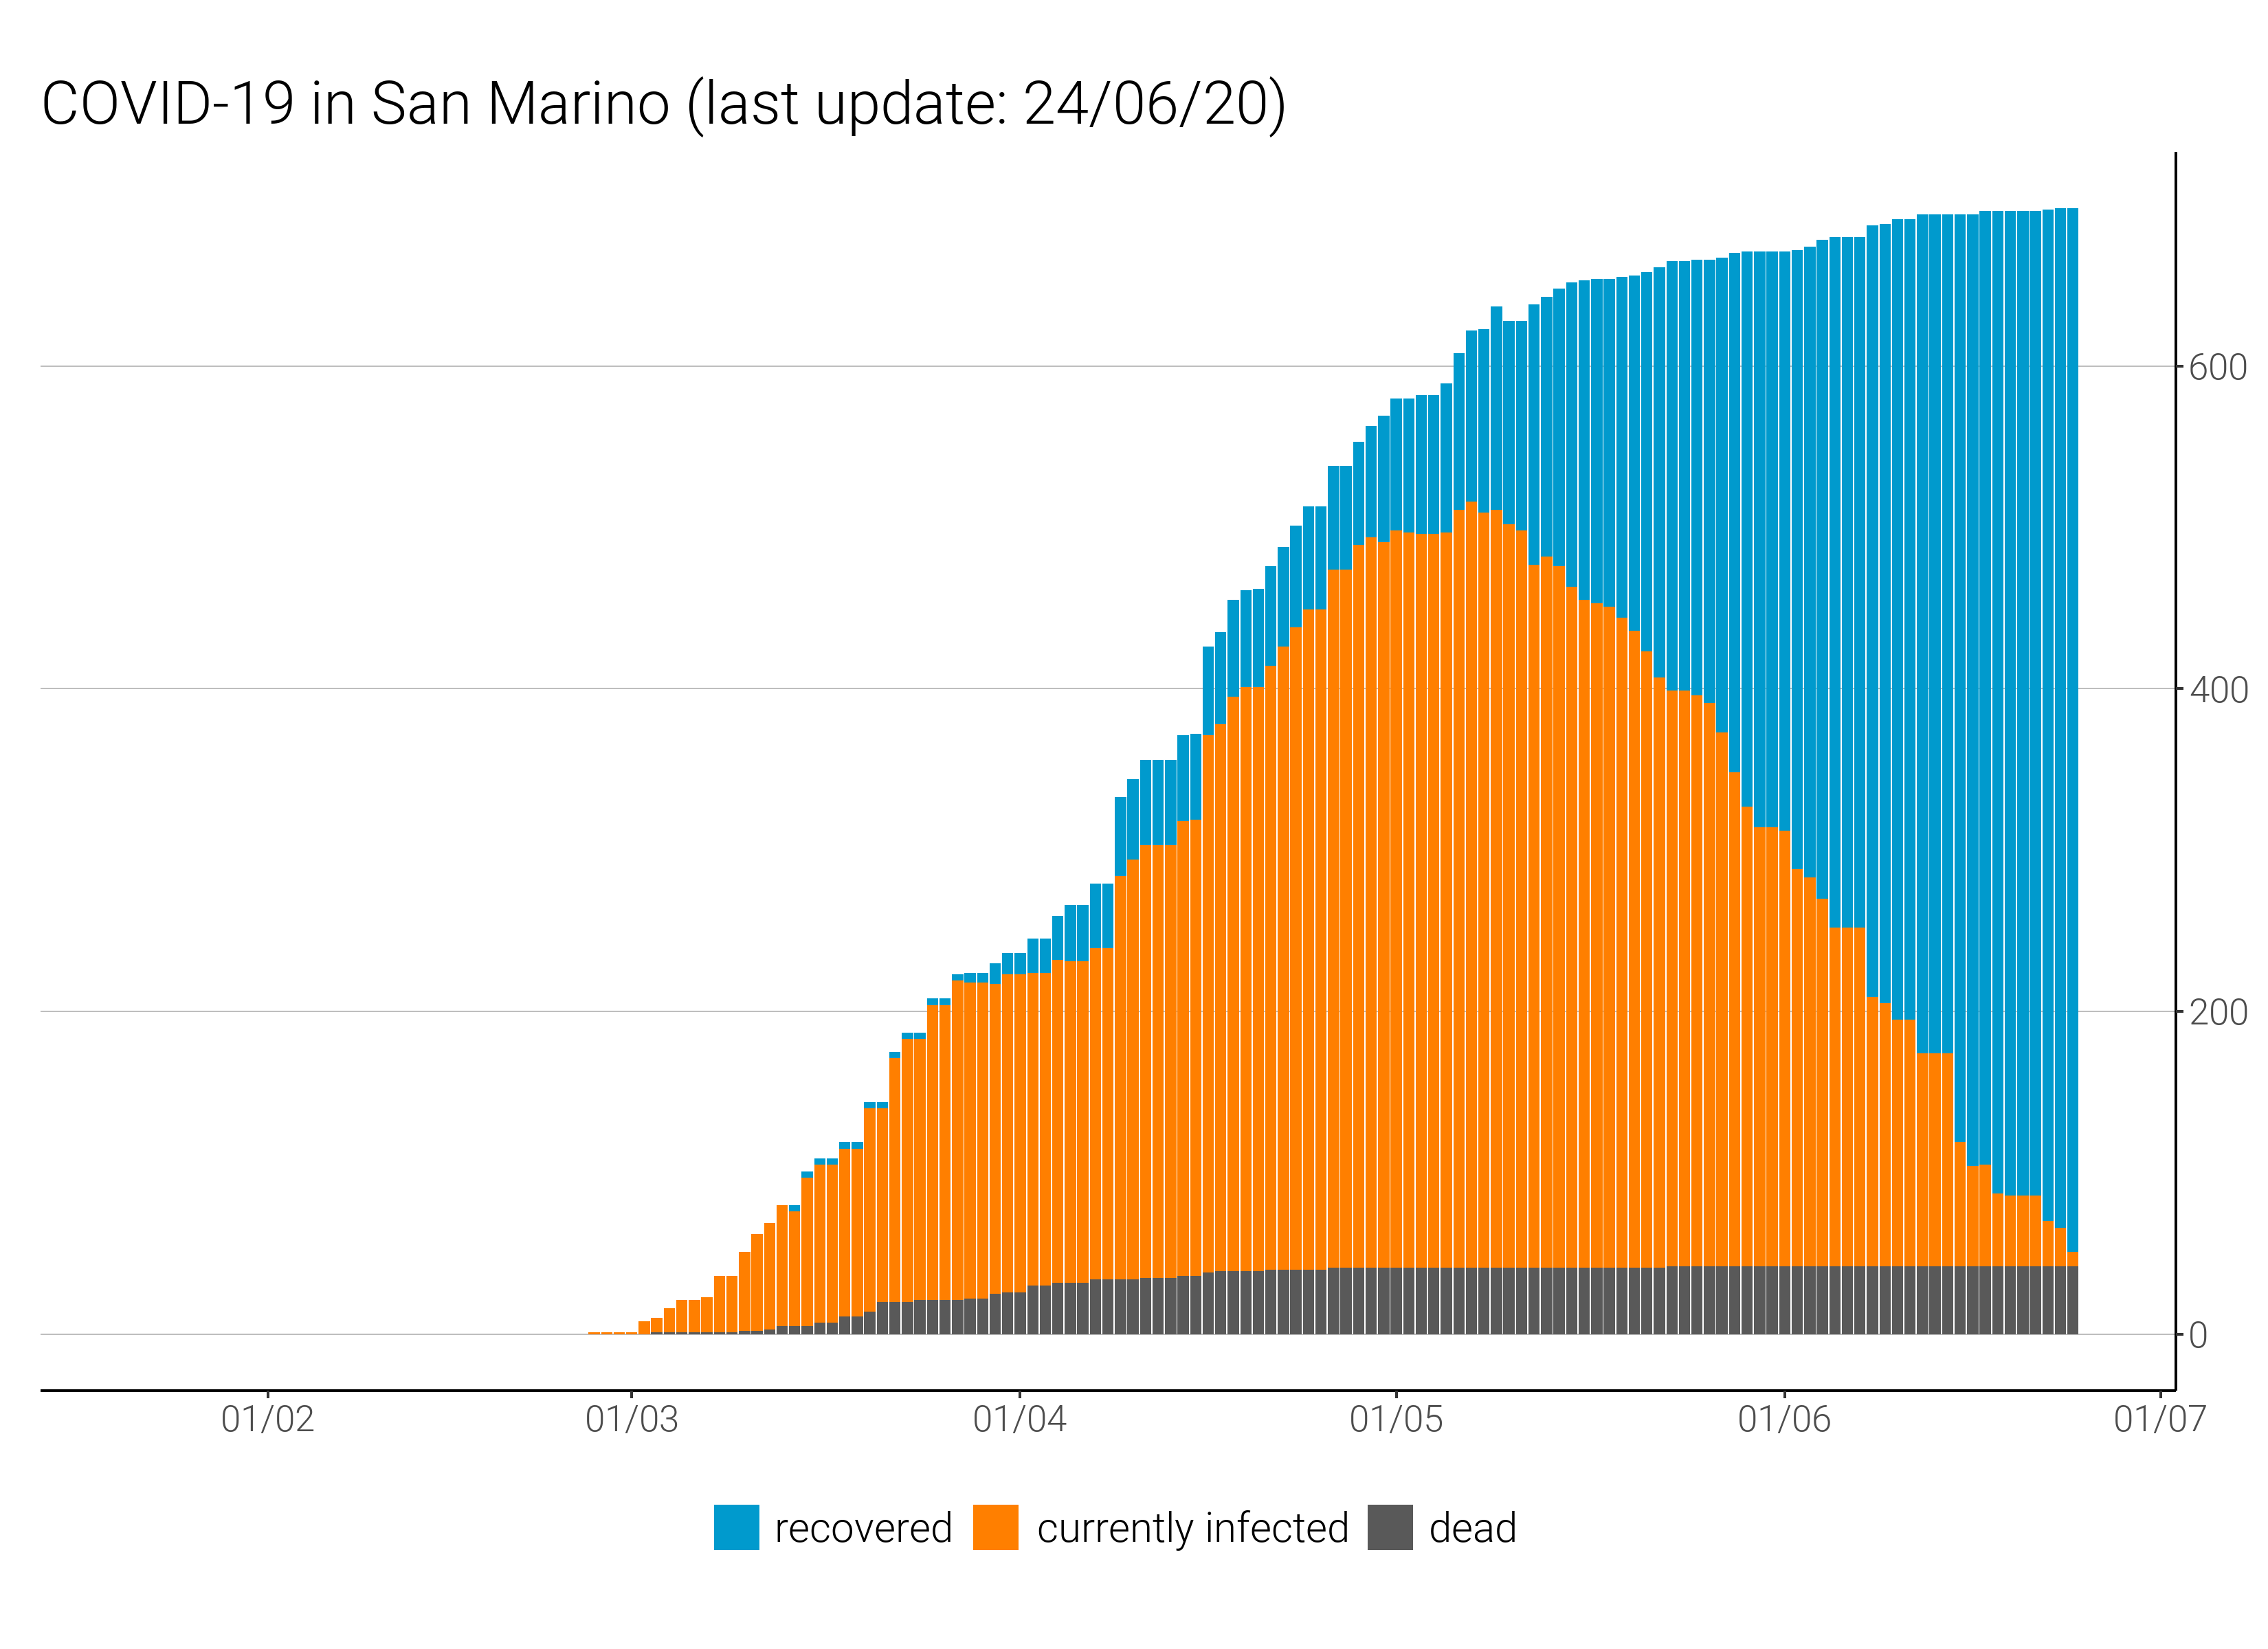 COVID-19 in San Marino (last update: 24/06/20)
600
400
200
0
01/02 01/03 01/04 01/05 01/06 01/07
recovered currently infected dead